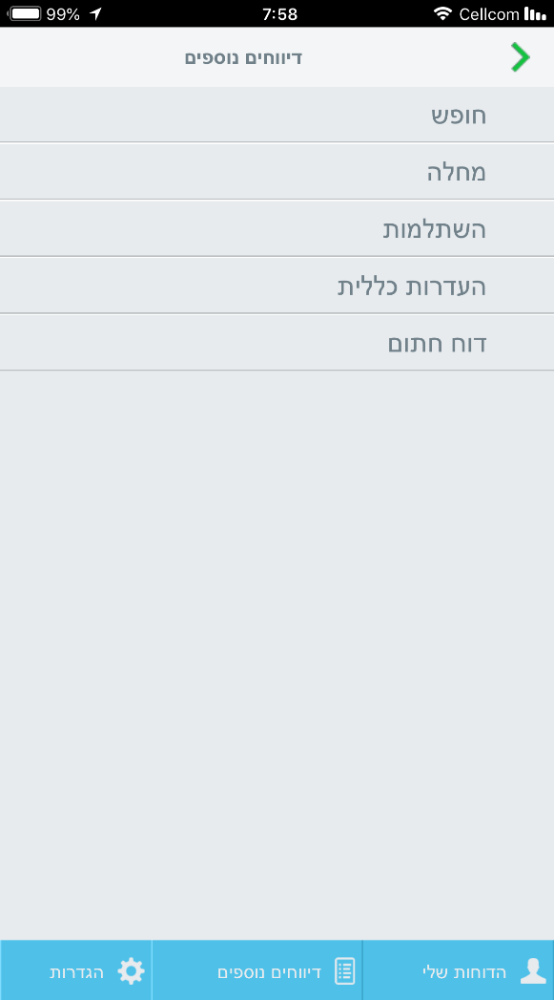 99% 7:58 Cellcom
דיווחים נוספים
חופש
מחלה
השתלמות
העדרות כללית
דוח חתום
הדוחות שלי
דיווחים נוספים
הגדרות